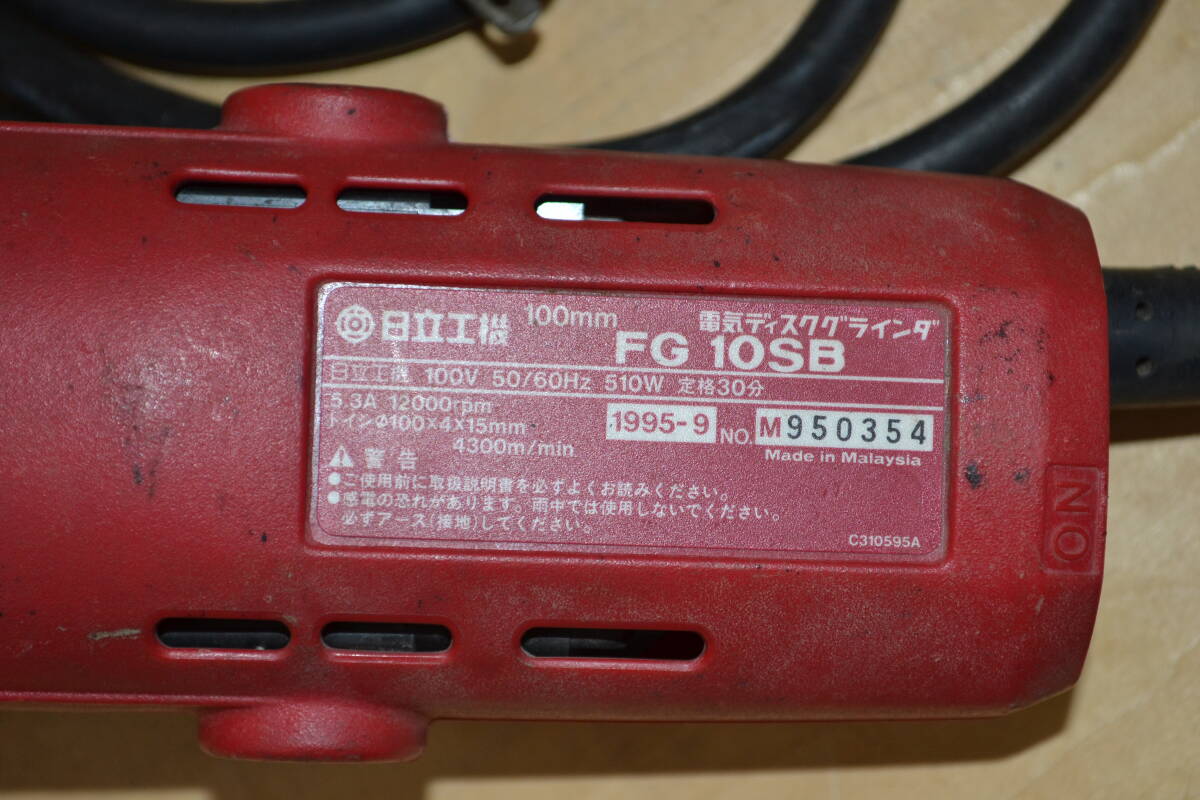 日立工機 100mm 電気ディスクグラインダ
FG 10SB
日立工機 100V 50/60Hz 510W 定格30分
5.3A 12000rpm
トイシφ100×4×15mm
4300m/min
1995-9 NO. M950354
Made in Malaysia
⚠警告
●ご使用前に取扱説明書を必ずよくお読みください。
●感電の恐れがあります。雨中では使用しないでください。
必ずアース(接地)してください。
C310595A
ON